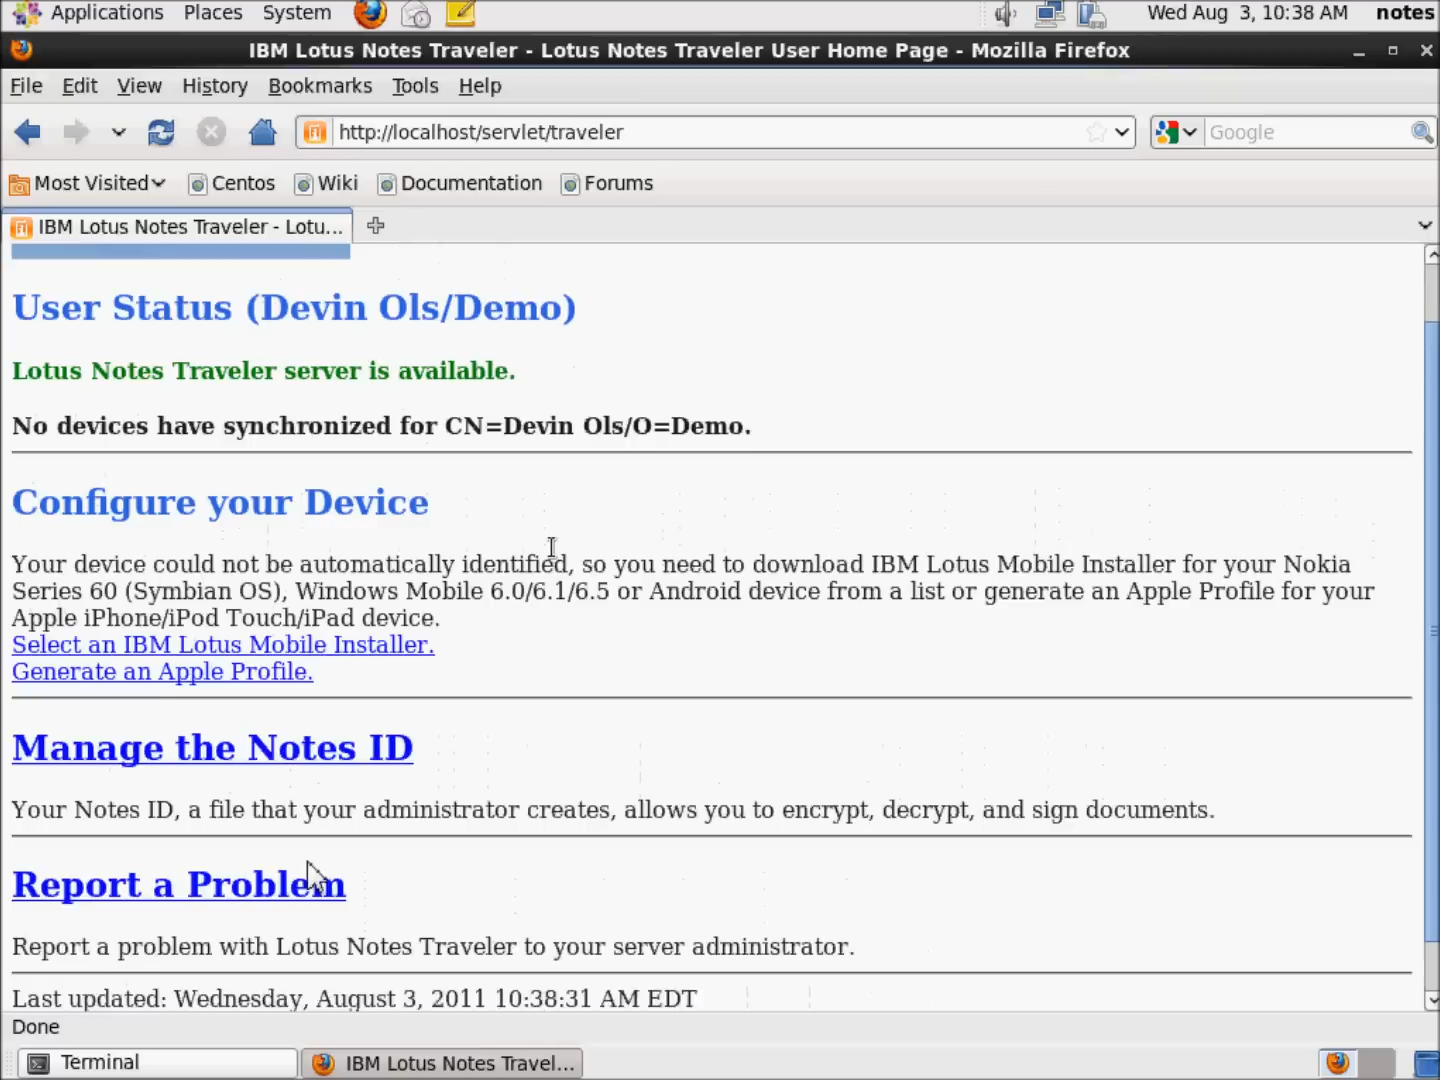 Applications Places System Wed Aug 3, 10:38 AM notes
IBM Lotus Notes Traveler - Lotus Notes Traveler User Home Page - Mozilla Firefox
File Edit View History Bookmarks Tools Help
http://localhost/servlet/traveler Google
Most Visited Centos Wiki Documentation Forums
IBM Lotus Notes Traveler - Lotu...
User Status (Devin Ols/Demo)
Lotus Notes Traveler server is available.
No devices have synchronized for CN=Devin Ols/O=Demo.
Configure your Device
Your device could not be automatically identified, so you need to download IBM Lotus Mobile Installer for your Nokia
Series 60 (Symbian OS), Windows Mobile 6.0/6.1/6.5 or Android device from a list or generate an Apple Profile for your
Apple iPhone/iPod Touch/iPad device.
Select an IBM Lotus Mobile Installer.
Generate an Apple Profile.
Manage the Notes ID
Your Notes ID, a file that your administrator creates, allows you to encrypt, decrypt, and sign documents.
Report a Problem
Report a problem with Lotus Notes Traveler to your server administrator.
Last updated: Wednesday, August 3, 2011 10:38:31 AM EDT
Done
Terminal IBM Lotus Notes Travel...